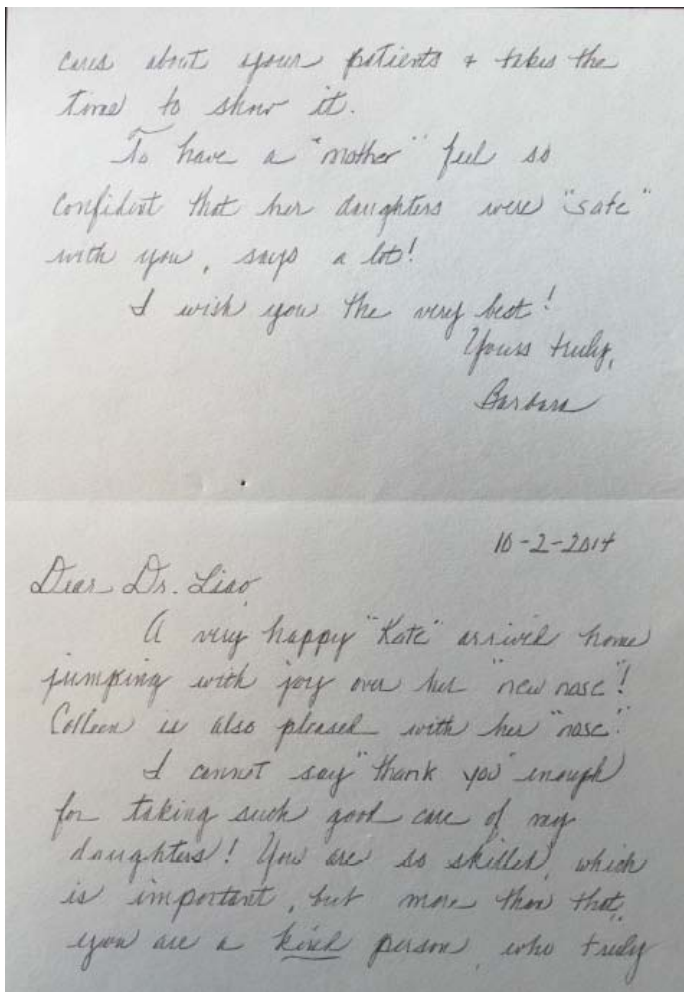 cares about your patients + takes the
time to show it.
To have a "mother" feel so
confident that her daughters were "safe"
with you, says a lot!
I wish you the very best!
Yours truly,
Barbara
10-2-2014
Dear Dr. Liao
A very happy "Kate" arrived home
jumping with joy over her "new nose"!
Colleen is also pleased with her "nose".
I cannot say "thank you" enough
for taking such good care of my
daughters! You are so skilled, which
is important, but more than that,
you are a kind person, who truly